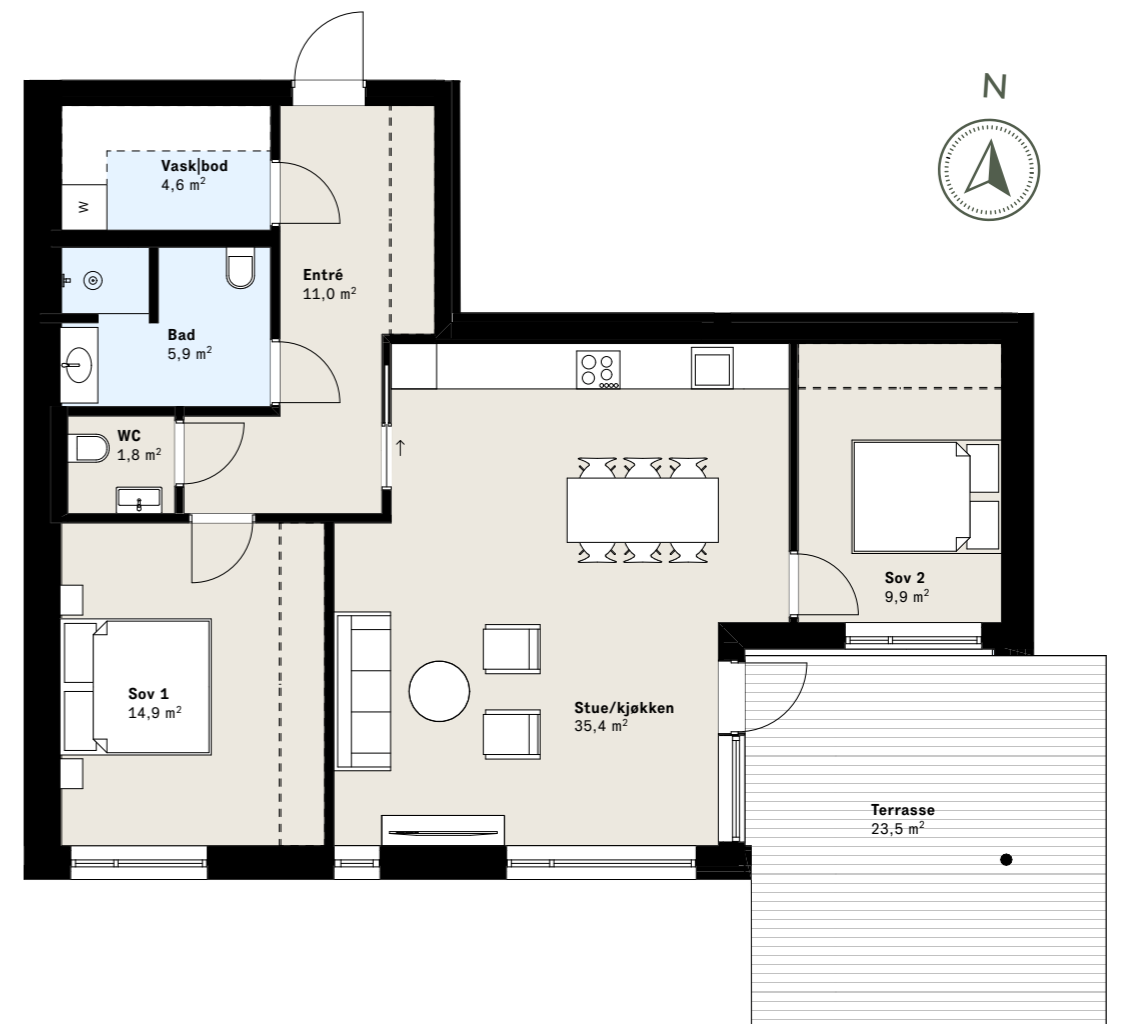 N
Vask|bod
4,6 m²
W
Entré
11,0 m²
Bad
5,9 m²
WC
1,8 m²
Sov 2
9,9 m²
Sov 1
14,9 m²
Stue/kjøkken
35,4 m²
Terrasse
23,5 m²